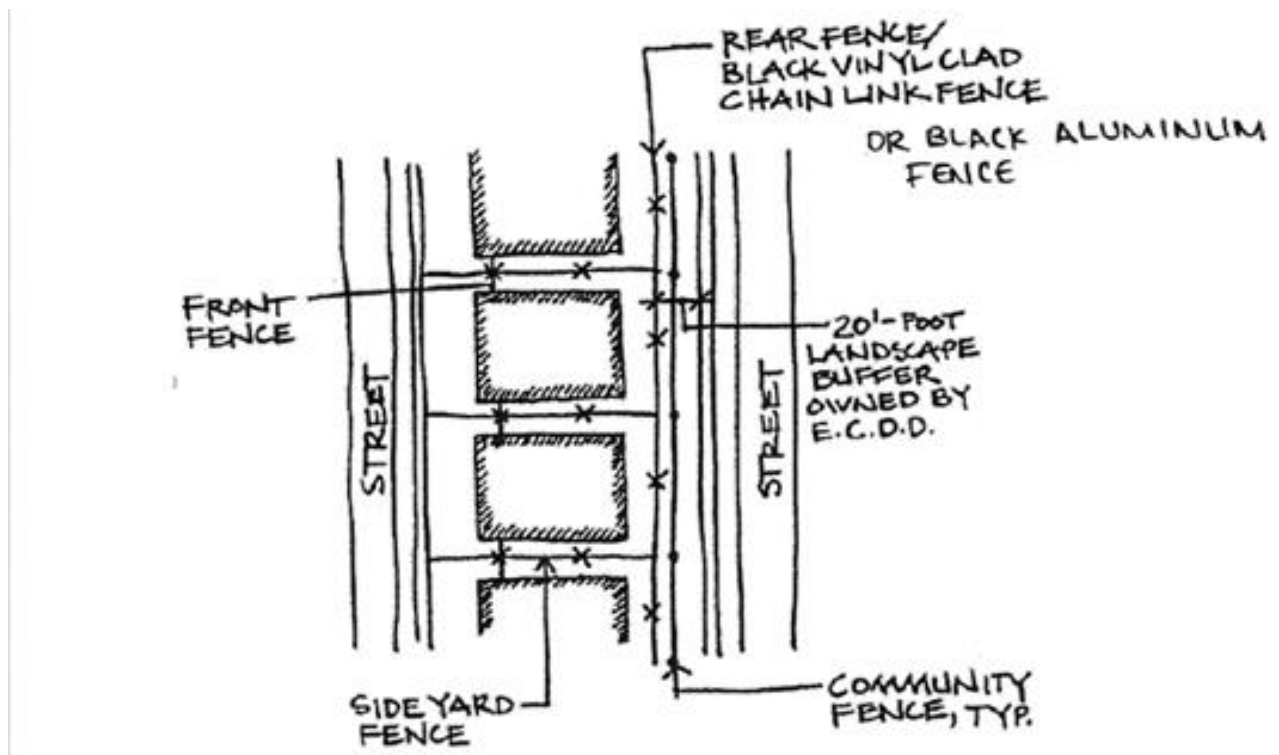 REAR FENCE/
BLACK VINYL CLAD
CHAIN LINK FENCE
OR BLACK ALUMINIUM
FENCE
FRONT
FENCE
20'-FOOT
LANDSCAPE
BUFFER
OWNED BY
E.C.D.D.
STREET
STREET
SIDE YARD
FENCE
COMMUNITY
FENCE, TYP.